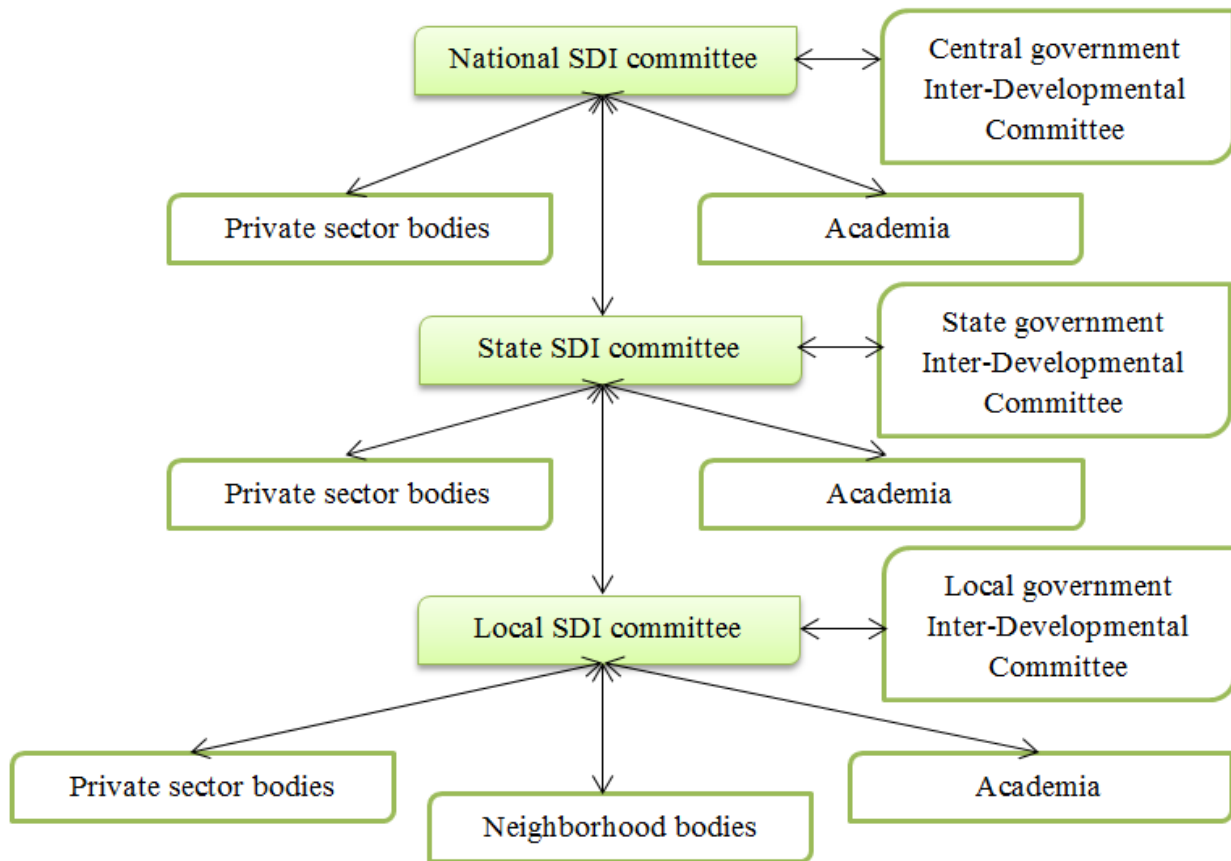 National SDI committee
Central government
Inter-Developmental
Committee
Private sector bodies
Academia
State SDI committee
State government
Inter-Developmental
Committee
Private sector bodies
Academia
Local SDI committee
Local government
Inter-Developmental
Committee
Private sector bodies
Academia
Neighborhood bodies